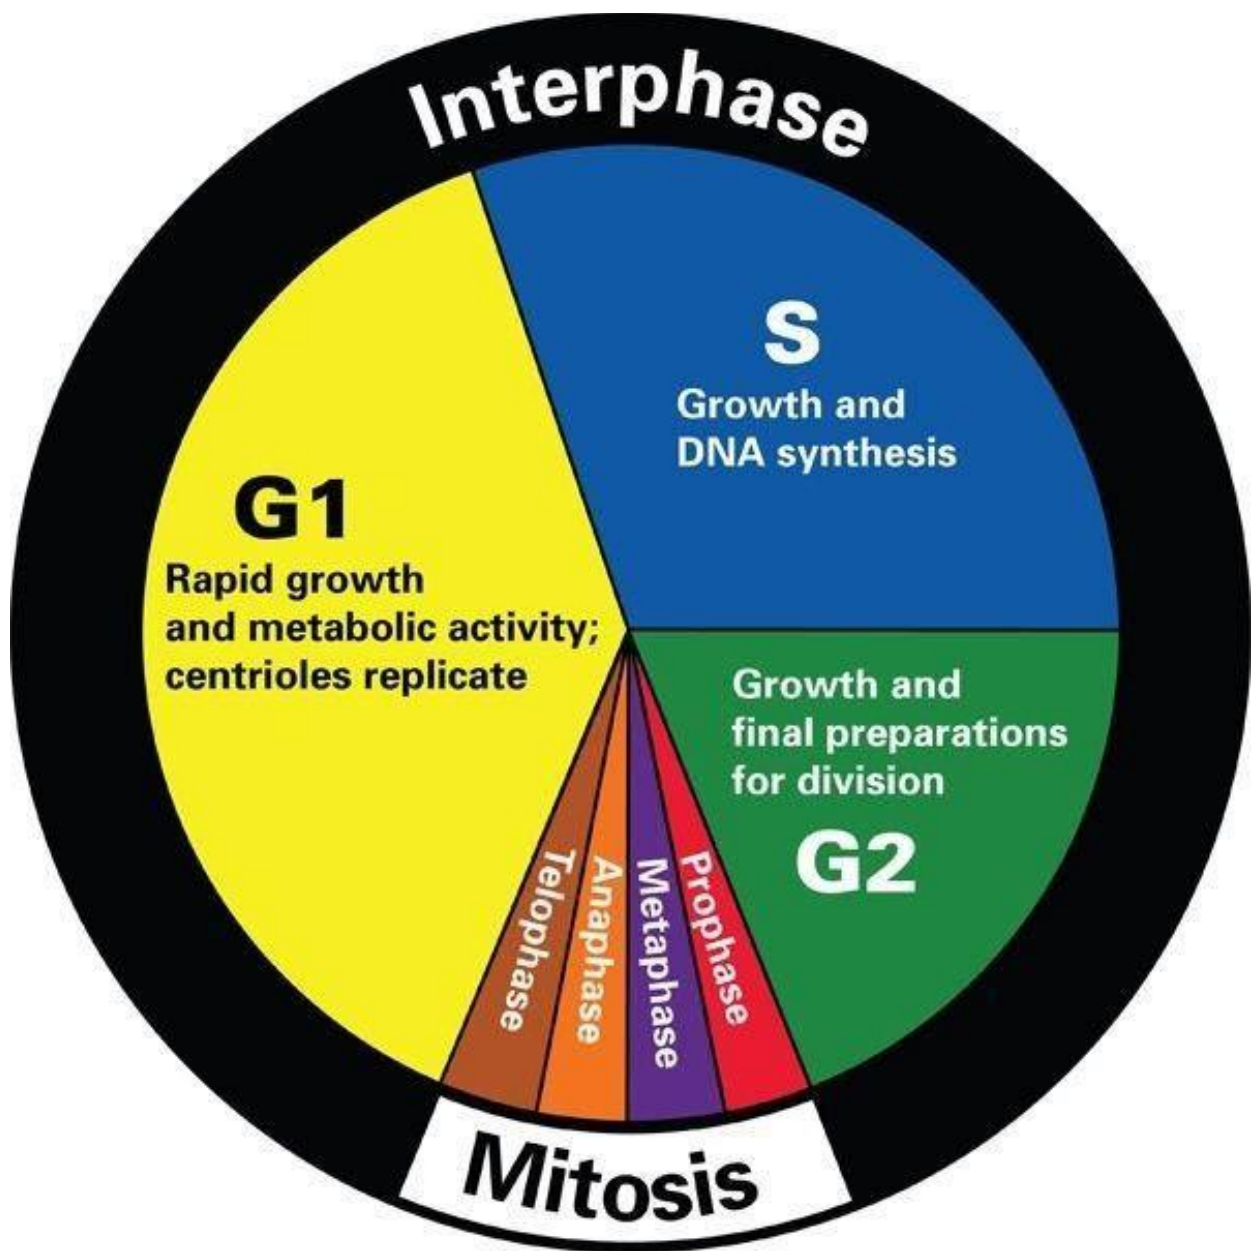 Interphase
S
Growth and
DNA synthesis
G1
Rapid growth
and metabolic activity;
centrioles replicate
Growth and
final preparations
for division
G2
Telophase
Anaphase
Metaphase
Prophase
Mitosis